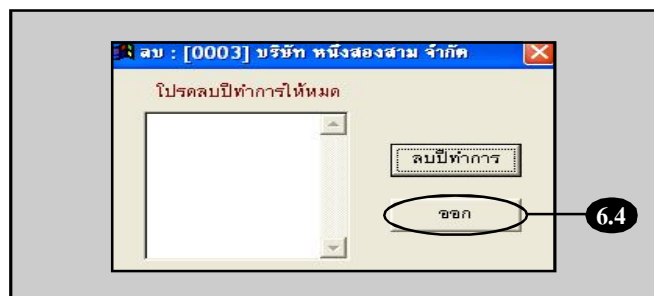 ลบ : [0003] บริษัท หนึ่งสองสาม จำกัด
โปรดลบปีทำการให้หมด
ลบปีทำการ
ออก
6.4